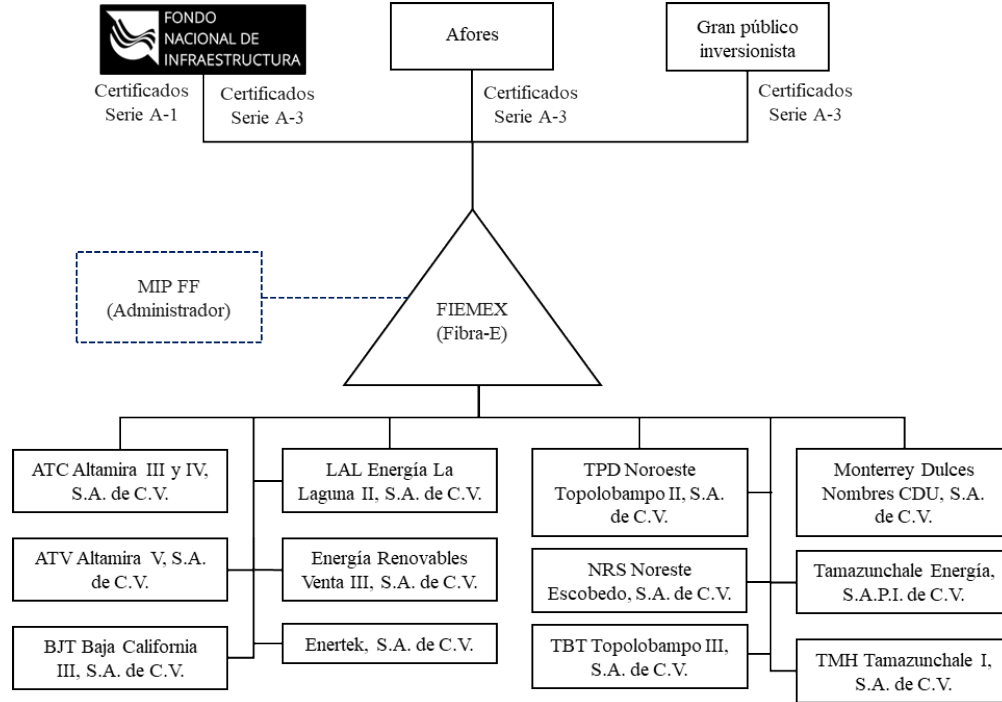 FONDO
NACIONAL DE
INFRAESTRUCTURA
Afores
Gran público
inversionista
Certificados
Serie A-1
Certificados
Serie A-3
Certificados
Serie A-3
Certificados
Serie A-3
MIP FF
(Administrador)
FIEMEX
(Fibra-E)
ATC Altamira III y IV,
S.A. de C.V.
LAL Energía La
Laguna II, S.A. de C.V.
TPD Noroeste
Topolobampo II, S.A.
de C.V.
Monterrey Dulces
Nombres CDU, S.A.
de C.V.
ATV Altamira V, S.A.
de C.V.
Energía Renovables
Venta III, S.A. de C.V.
NRS Noreste
Escobedo, S.A. de C.V.
Tamazunchale Energía,
S.A.P.I. de C.V.
BJT Baja California
III, S.A. de C.V.
Enertek, S.A. de C.V.
TBT Topolobampo III,
S.A. de C.V.
TMH Tamazunchale I,
S.A. de C.V.